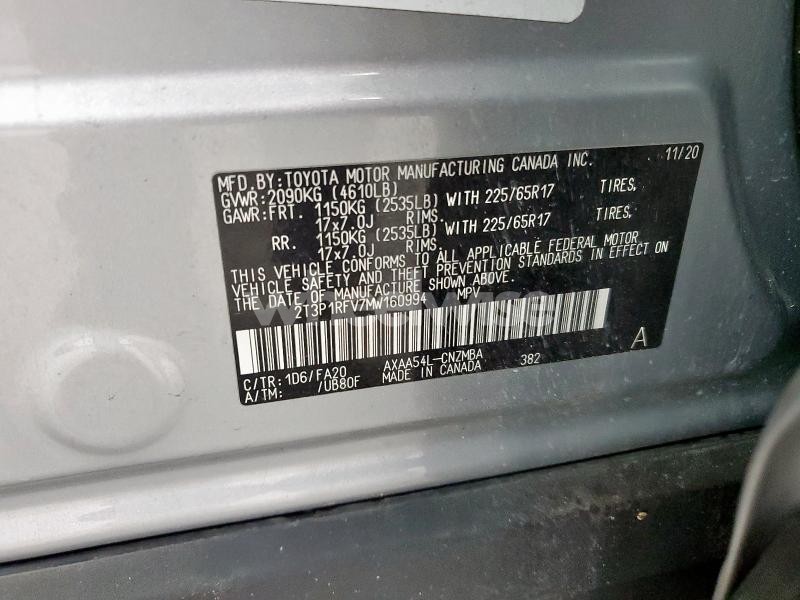 MFD.BY:TOYOTA MOTOR MANUFACTURING CANADA INC. 11/20
GVWR:2090KG (4610LB)
GAWR:FRT. 1150KG (2535LB) WITH 225/65R17 TIRES,
17x7.0J RIMS.
RR. 1150KG (2535LB) WITH 225/65R17 TIRES,
17x7.0J RIMS.
THIS VEHICLE CONFORMS TO ALL APPLICABLE FEDERAL MOTOR
VEHICLE SAFETY AND THEFT PREVENTION STANDARDS IN EFFECT ON
THE DATE OF MANUFACTURE SHOWN ABOVE.
2T3P1RFV7MW160994 MPV
C/TR: 1D6/FA20 AXAA54L-CNZMBA 382 A
A/TM: /UB80F MADE IN CANADA